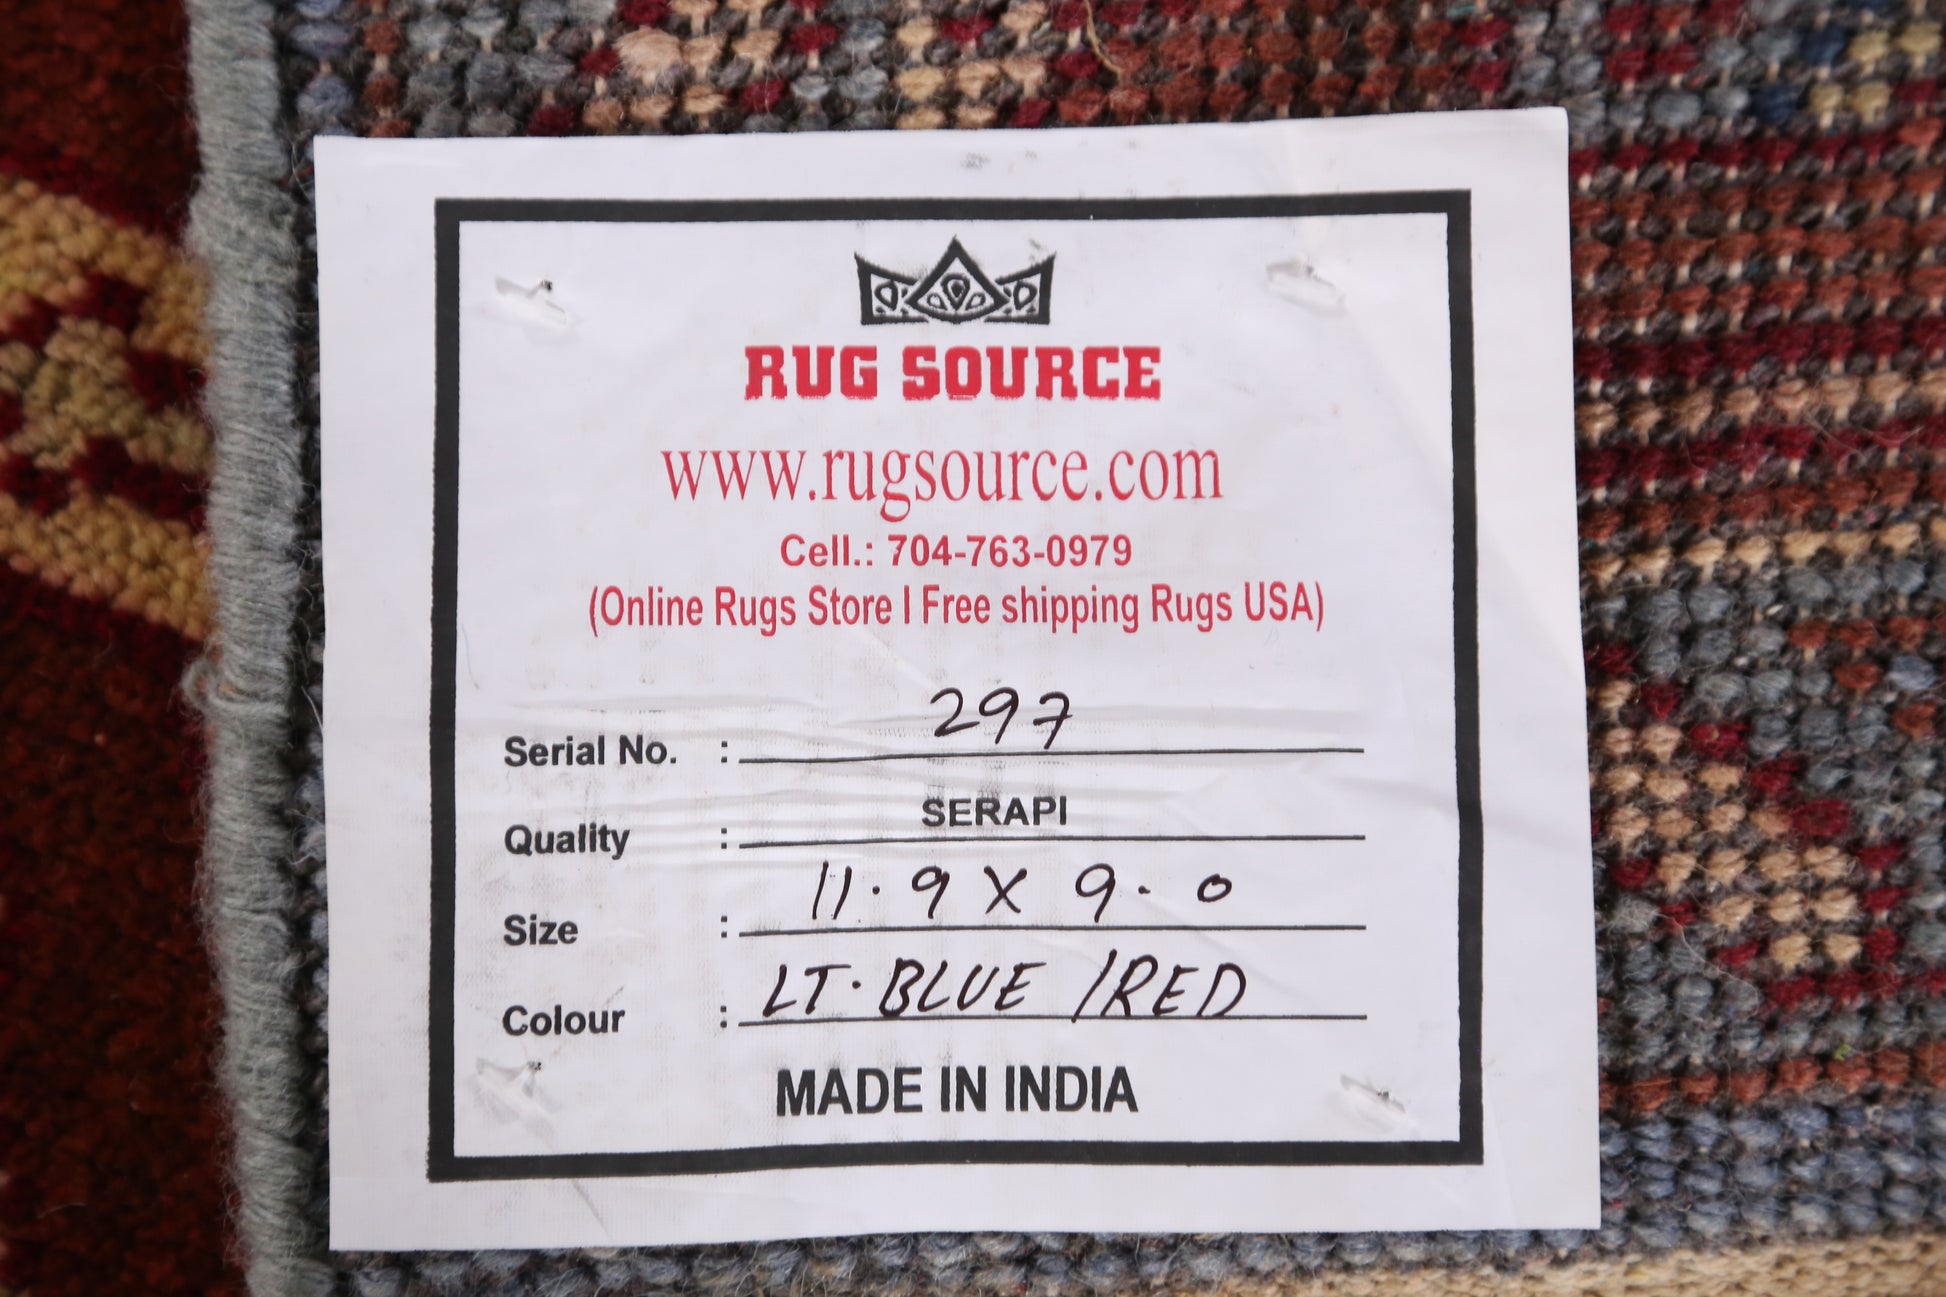 RUG SOURCE
www.rugsource.com
Cell.: 704-763-0979
(Online Rugs Store I Free shipping Rugs USA)
Serial No. : 297
Quality : SERAPI
Size : 11.9 X 9.0
Colour : LT. BLUE /RED
MADE IN INDIA